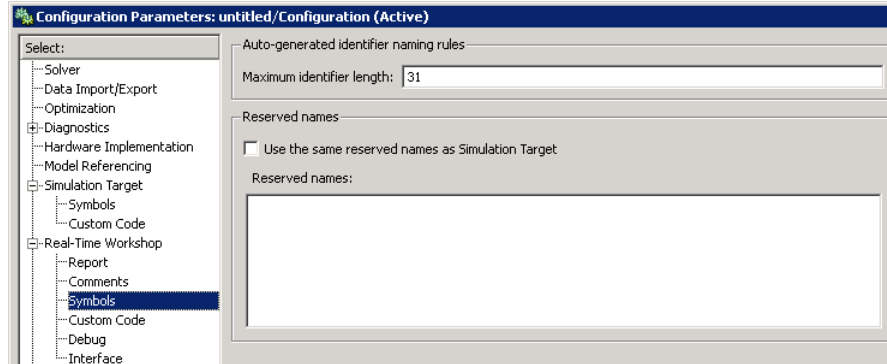 Configuration Parameters: untitled/Configuration (Active)
Select:
Solver
Data Import/Export
Optimization
Diagnostics
Hardware Implementation
Model Referencing
Simulation Target
Symbols
Custom Code
Real-Time Workshop
Report
Comments
Symbols
Custom Code
Debug
Interface
Auto-generated identifier naming rules
Maximum identifier length: 31
Reserved names
Use the same reserved names as Simulation Target
Reserved names: